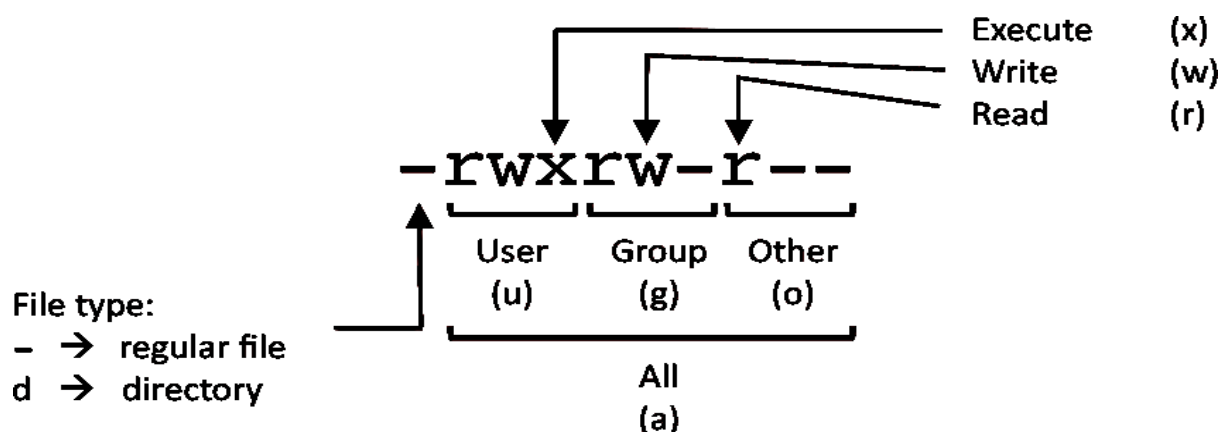 Execute (x)
Write (w)
Read (r)
-rwxrw-r--
User Group Other
(u) (g) (o)
File type:
- → regular file
d → directory
All
(a)